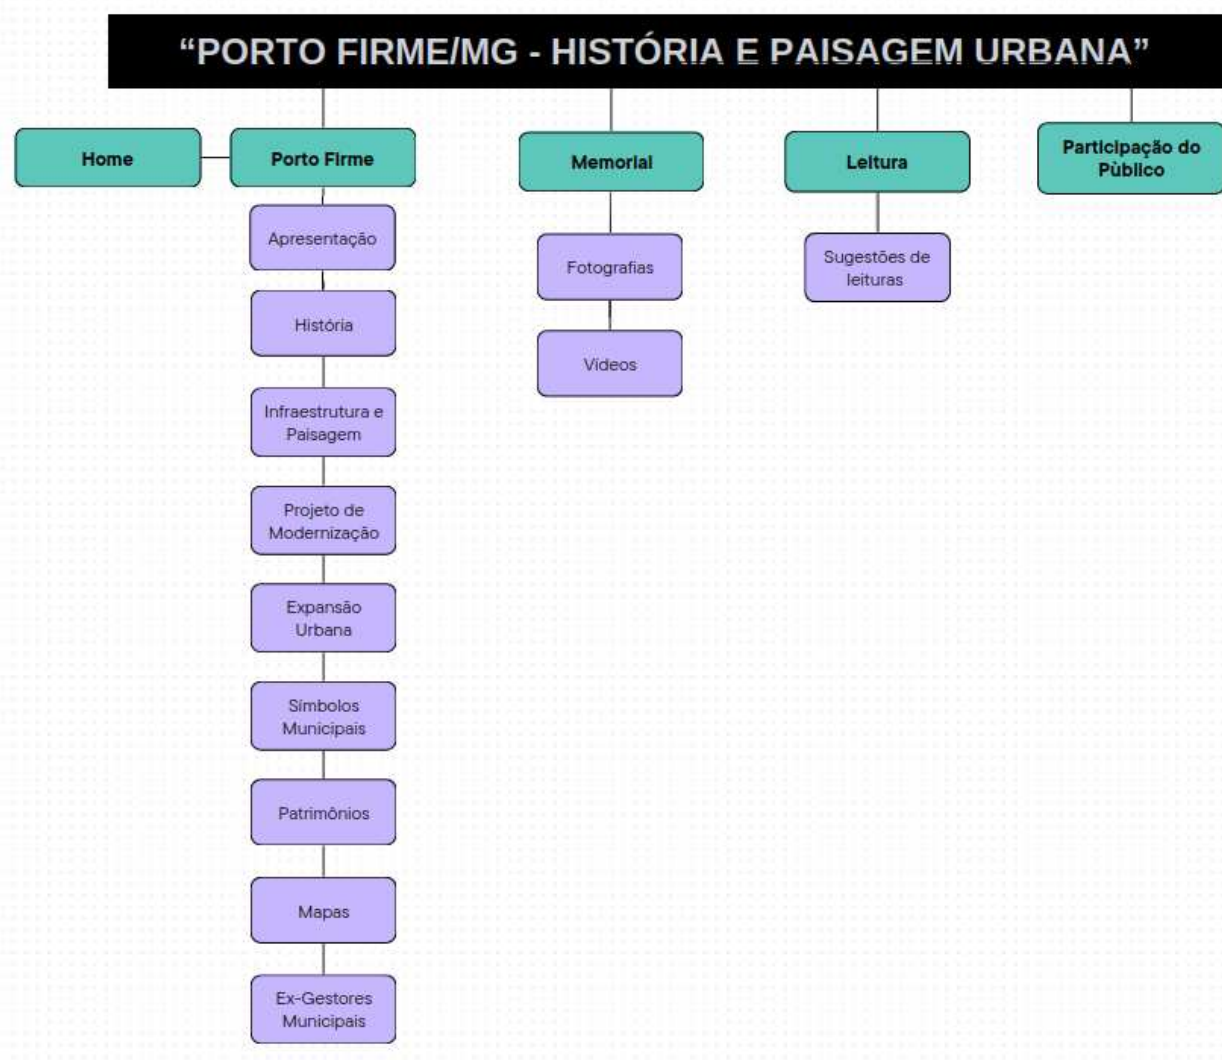 “PORTO FIRME/MG - HISTÓRIA E PAISAGEM URBANA”
Home
Porto Firme
Memorial
Leitura
Participação do
Pùblico
Apresentação
História
Infraestrutura e
Paisagem
Projeto de
Modernização
Expansão
Urbana
Símbolos
Municipais
Patrimônios
Mapas
Ex-Gestores
Municipais
Fotografias
Vídeos
Sugestões de
leituras